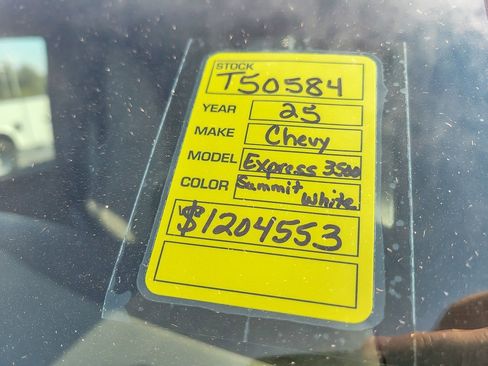 STOCK
T50584
YEAR 25
MAKE Chevy
MODEL Express 3500
COLOR Summit White
$1204553